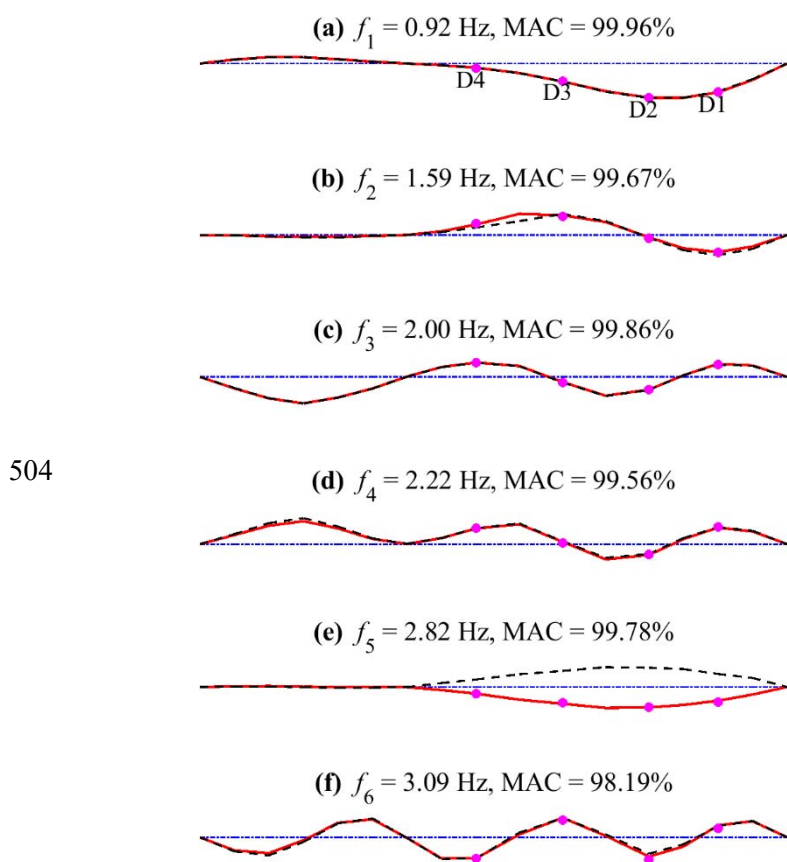 (a) f₁ = 0.92 Hz, MAC = 99.96%
D4 D3 D2 D1
(b) f₂ = 1.59 Hz, MAC = 99.67%
(c) f₃ = 2.00 Hz, MAC = 99.86%
504
(d) f₄ = 2.22 Hz, MAC = 99.56%
(e) f₅ = 2.82 Hz, MAC = 99.78%
(f) f₆ = 3.09 Hz, MAC = 98.19%